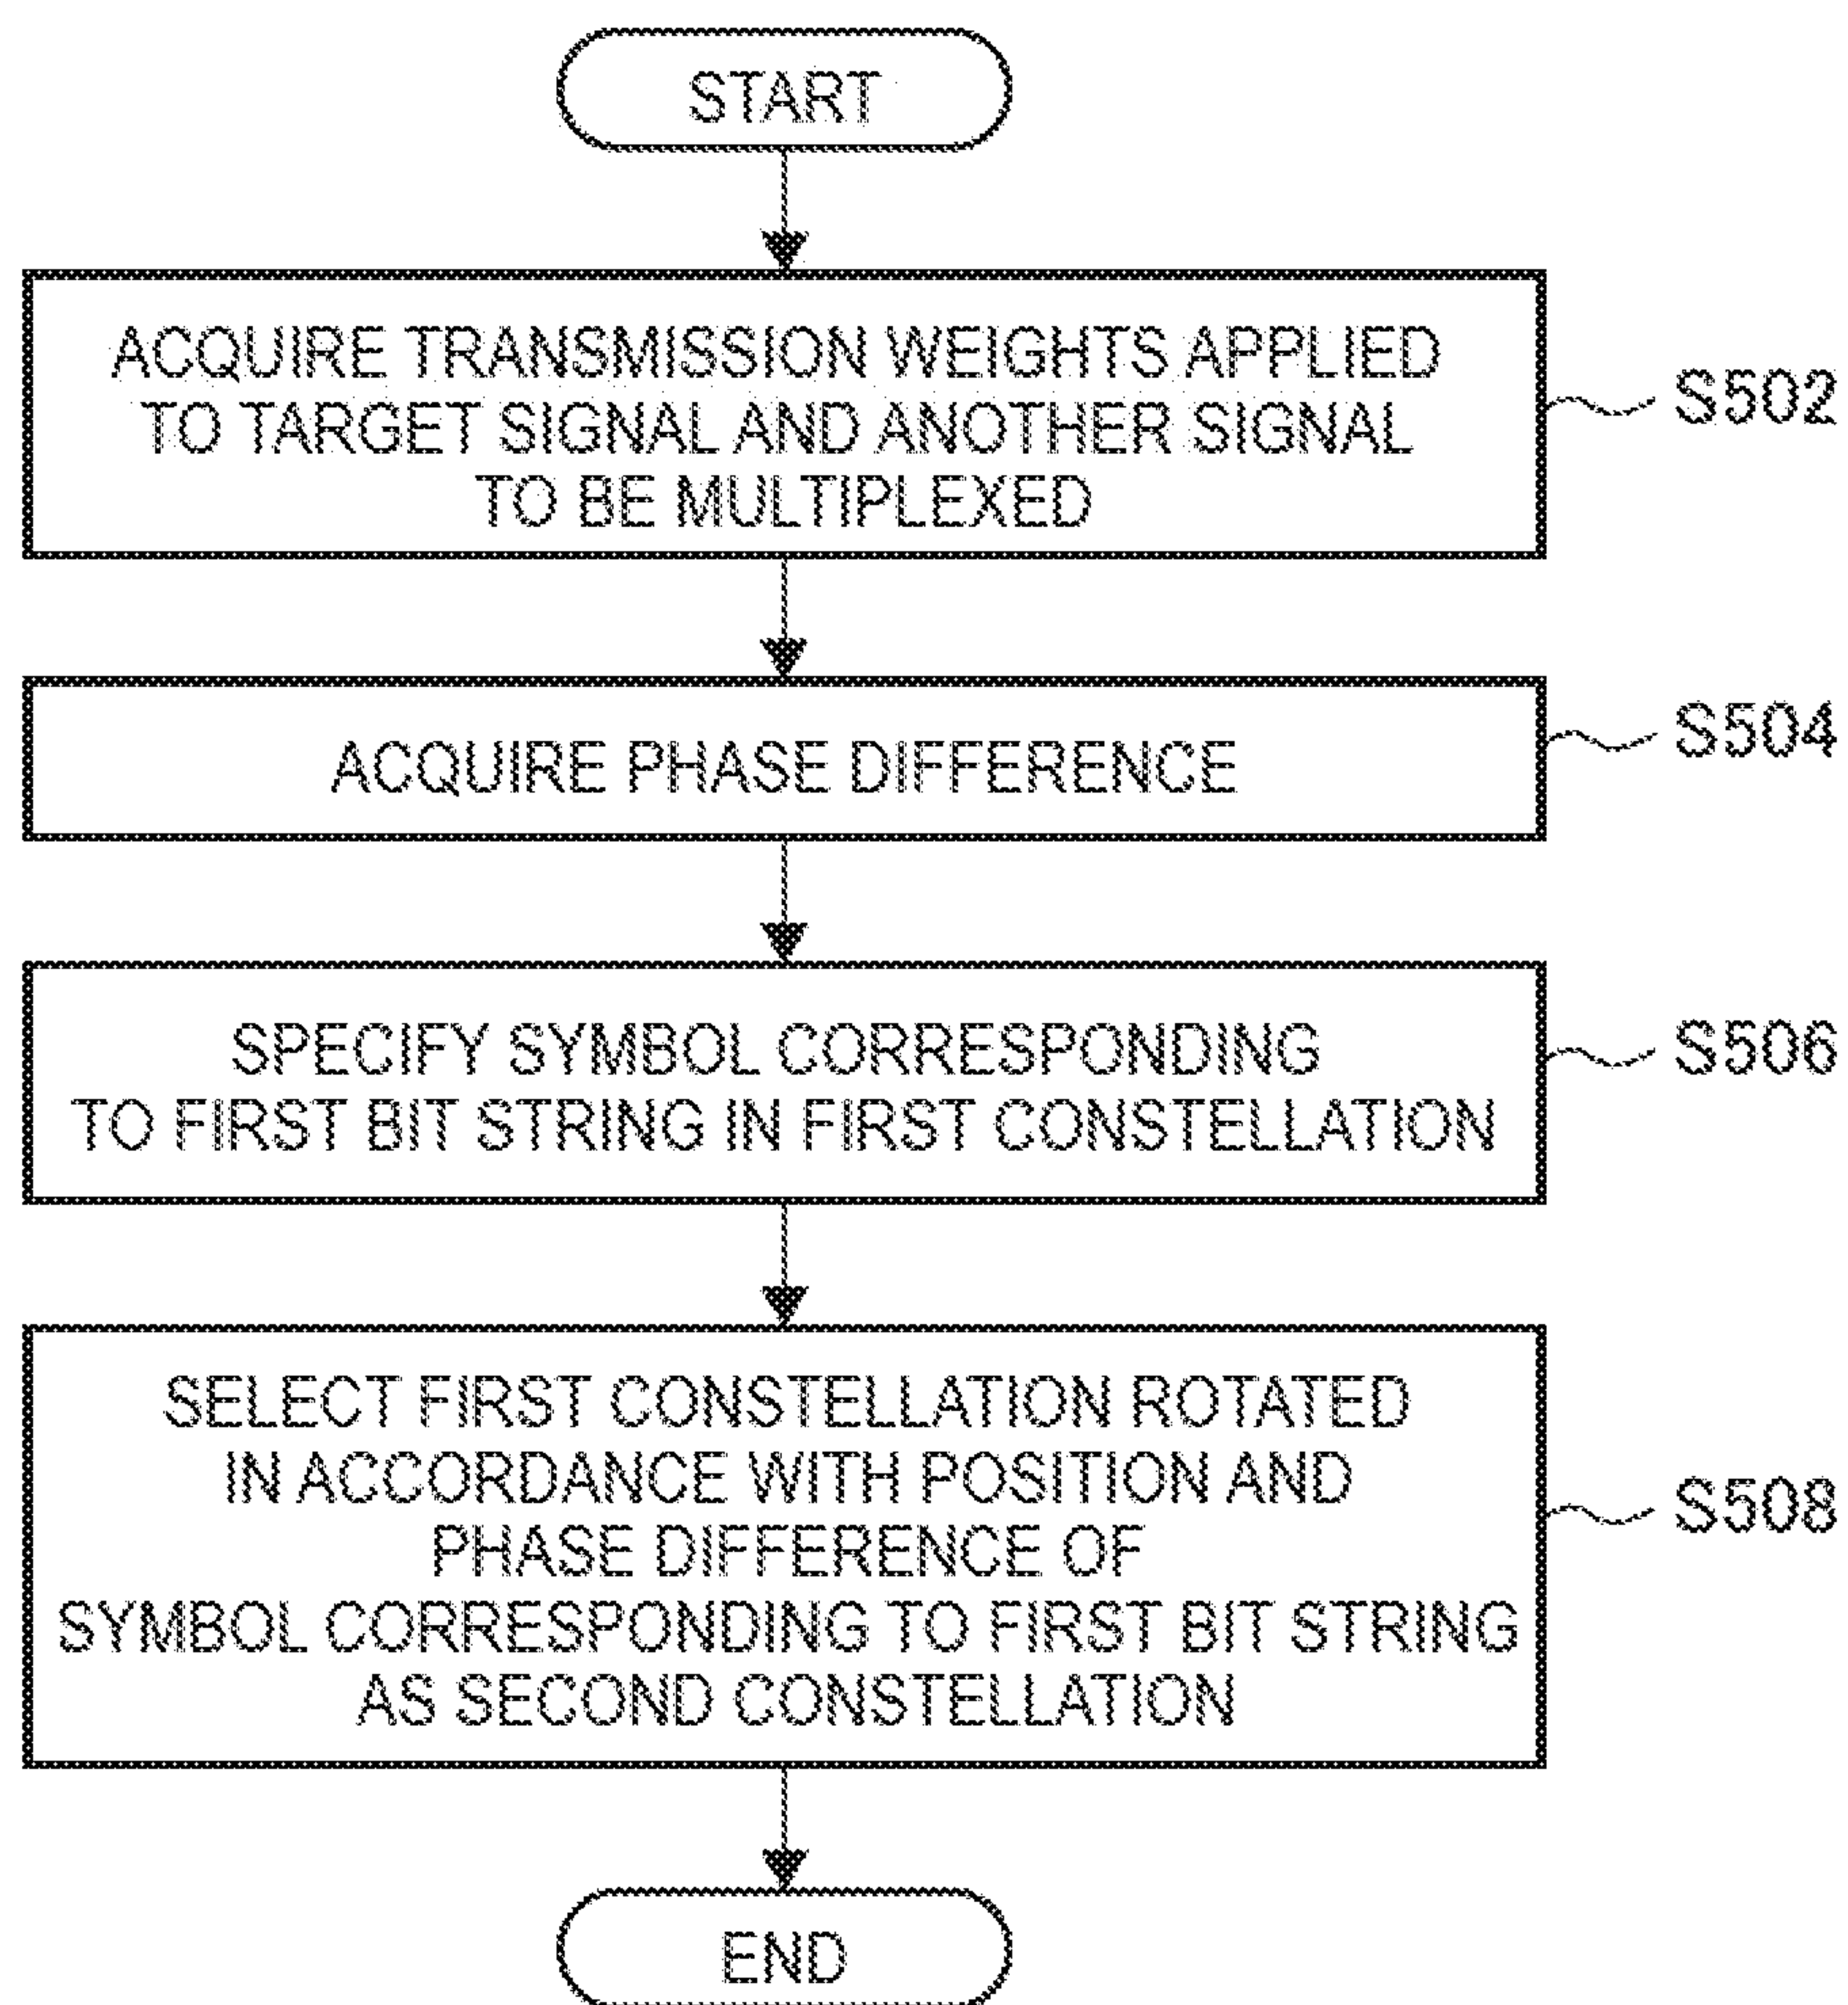 START
ACQUIRE TRANSMISSION WEIGHTS APPLIED
TO TARGET SIGNAL AND ANOTHER SIGNAL
TO BE MULTIPLEXED
S502
ACQUIRE PHASE DIFFERENCE
S504
SPECIFY SYMBOL CORRESPONDING
TO FIRST BIT STRING IN FIRST CONSTELLATION
S506
SELECT FIRST CONSTELLATION ROTATED
IN ACCORDANCE WITH POSITION AND
PHASE DIFFERENCE OF
SYMBOL CORRESPONDING TO FIRST BIT STRING
AS SECOND CONSTELLATION
S508
END